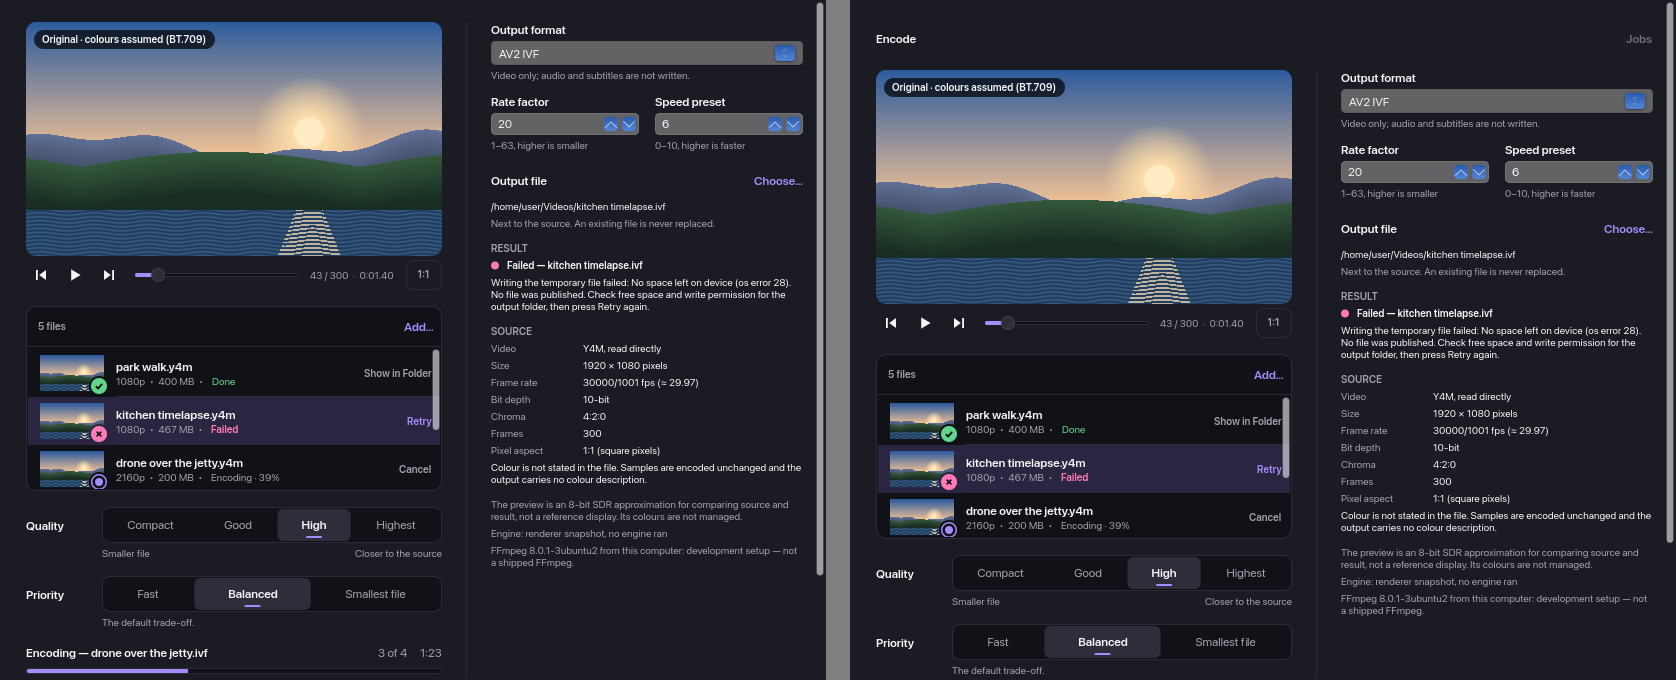 Original · colours assumed (BT.709)
43 / 300 · 0:01.40
1:1
5 files
Add...
park walk.y4m
1080p • 400 MB • Done
Show in Folder
kitchen timelapse.y4m
1080p • 467 MB • Failed
Retry
drone over the jetty.y4m
2160p • 200 MB • Encoding · 39%
Cancel
Quality
Compact
Good
High
Highest
Smaller file
Closer to the source
Priority
Fast
Balanced
Smallest file
The default trade-off.
Encoding — drone over the jetty.ivf
3 of 4
1:23
Output format
AV2 IVF
Video only; audio and subtitles are not written.
Rate factor
Speed preset
20
6
1–63, higher is smaller
0–10, higher is faster
Output file
Choose...
/home/user/Videos/kitchen timelapse.ivf
Next to the source. An existing file is never replaced.
RESULT
Failed — kitchen timelapse.ivf
Writing the temporary file failed: No space left on device (os error 28).
No file was published. Check free space and write permission for the
output folder, then press Retry again.
SOURCE
Video Y4M, read directly
Size 1920 × 1080 pixels
Frame rate 30000/1001 fps (≈ 29.97)
Bit depth 10-bit
Chroma 4:2:0
Frames 300
Pixel aspect 1:1 (square pixels)
Colour is not stated in the file. Samples are encoded unchanged and the
output carries no colour description.
The preview is an 8-bit SDR approximation for comparing source and
result, not a reference display. Its colours are not managed.
Engine: renderer snapshot, no engine ran
FFmpeg 8.0.1-3ubuntu2 from this computer: development setup — not
a shipped FFmpeg.
Encode
Jobs
Original · colours assumed (BT.709)
43 / 300 · 0:01.40
1:1
5 files
Add...
park walk.y4m
1080p • 400 MB • Done
Show in Folder
kitchen timelapse.y4m
1080p • 467 MB • Failed
Retry
drone over the jetty.y4m
2160p • 200 MB • Encoding · 39%
Cancel
Quality
Compact
Good
High
Highest
Smaller file
Closer to the source
Priority
Fast
Balanced
Smallest file
The default trade-off.
Output format
AV2 IVF
Video only; audio and subtitles are not written.
Rate factor
Speed preset
20
6
1–63, higher is smaller
0–10, higher is faster
Output file
Choose...
/home/user/Videos/kitchen timelapse.ivf
Next to the source. An existing file is never replaced.
RESULT
Failed — kitchen timelapse.ivf
Writing the temporary file failed: No space left on device (os error 28).
No file was published. Check free space and write permission for the
output folder, then press Retry again.
SOURCE
Video Y4M, read directly
Size 1920 × 1080 pixels
Frame rate 30000/1001 fps (≈ 29.97)
Bit depth 10-bit
Chroma 4:2:0
Frames 300
Pixel aspect 1:1 (square pixels)
Colour is not stated in the file. Samples are encoded unchanged and the
output carries no colour description.
The preview is an 8-bit SDR approximation for comparing source and
result, not a reference display. Its colours are not managed.
Engine: renderer snapshot, no engine ran
FFmpeg 8.0.1-3ubuntu2 from this computer: development setup — not
a shipped FFmpeg.